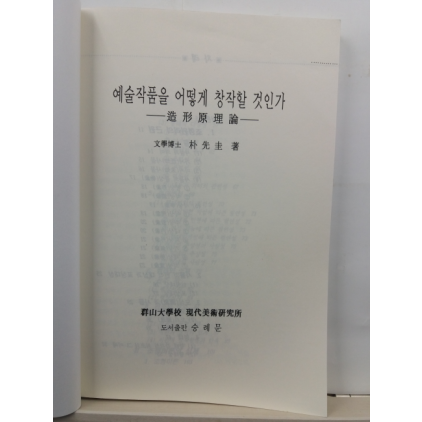 예술작품을 어떻게 창작할 것인가
──造形原理論──
文學博士 朴先圭 著
群山大學校 現代美術硏究所
도서출판 숭례문